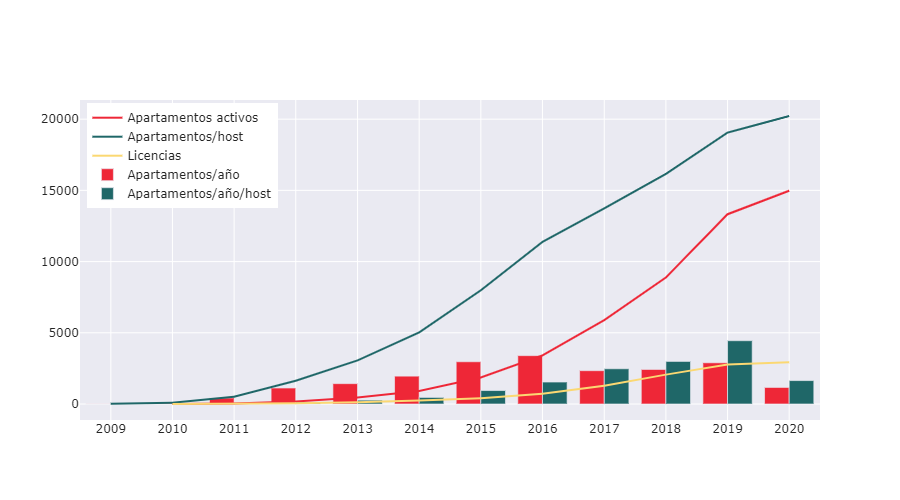 Apartamentos activos
Apartamentos/host
Licencias
Apartamentos/año
Apartamentos/año/host
20000
15000
10000
5000
0
2009 2010 2011 2012 2013 2014 2015 2016 2017 2018 2019 2020